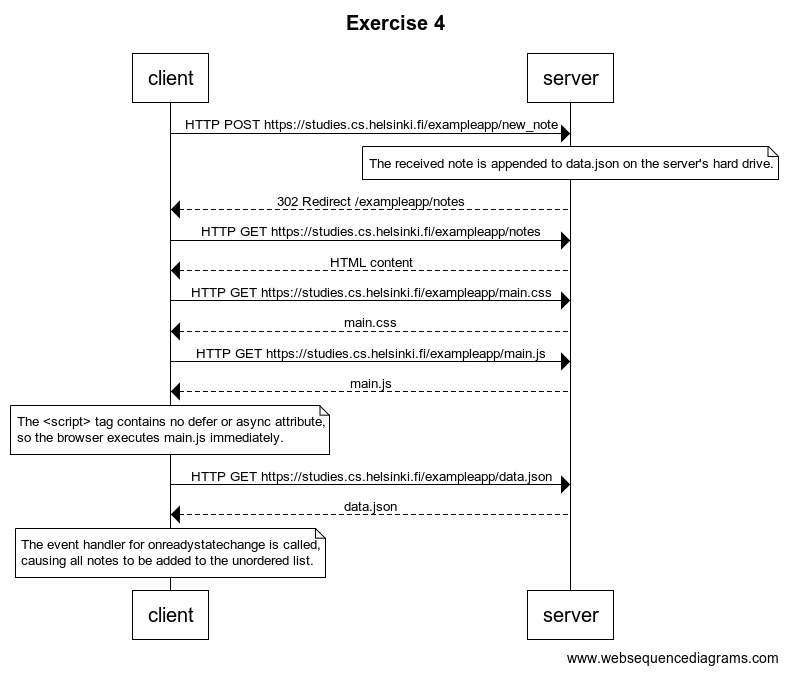 Exercise 4
client
server
HTTP POST https://studies.cs.helsinki.fi/exampleapp/new_note
The received note is appended to data.json on the server's hard drive.
302 Redirect /exampleapp/notes
HTTP GET https://studies.cs.helsinki.fi/exampleapp/notes
HTML content
HTTP GET https://studies.cs.helsinki.fi/exampleapp/main.css
main.css
HTTP GET https://studies.cs.helsinki.fi/exampleapp/main.js
main.js
The <script> tag contains no defer or async attribute,
so the browser executes main.js immediately.
HTTP GET https://studies.cs.helsinki.fi/exampleapp/data.json
data.json
The event handler for onreadystatechange is called,
causing all notes to be added to the unordered list.
client
server
www.websequencediagrams.com